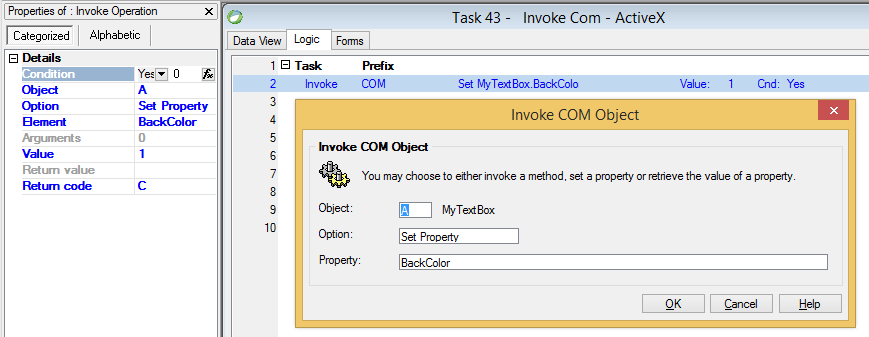 Properties of : Invoke Operation X
Categorized Alphabetic
Details
Condition Yes 0 fx
Object A
Option Set Property
Element BackColor
Arguments 0
Value 1
Return value
Return code C
Task 43 - Invoke Com - ActiveX
Data View Logic Forms
1 Task Prefix
2 Invoke COM Set MyTextBox.BackColo Value: 1 Cnd: Yes
3
4
5
6
7
8
9
10
Invoke COM Object
Invoke COM Object
You may choose to either invoke a method, set a property or retrieve the value of a property.
Object: A MyTextBox
Option: Set Property
Property: BackColor
OK Cancel Help